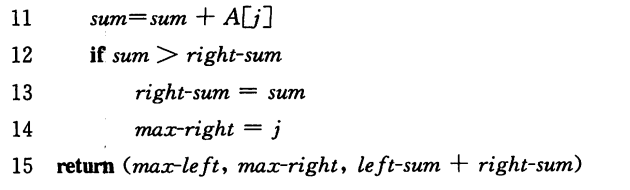 11 sum=sum + A[j]
12 if sum > right-sum
13 right-sum = sum
14 max-right = j
15 return (max-left, max-right, left-sum + right-sum)